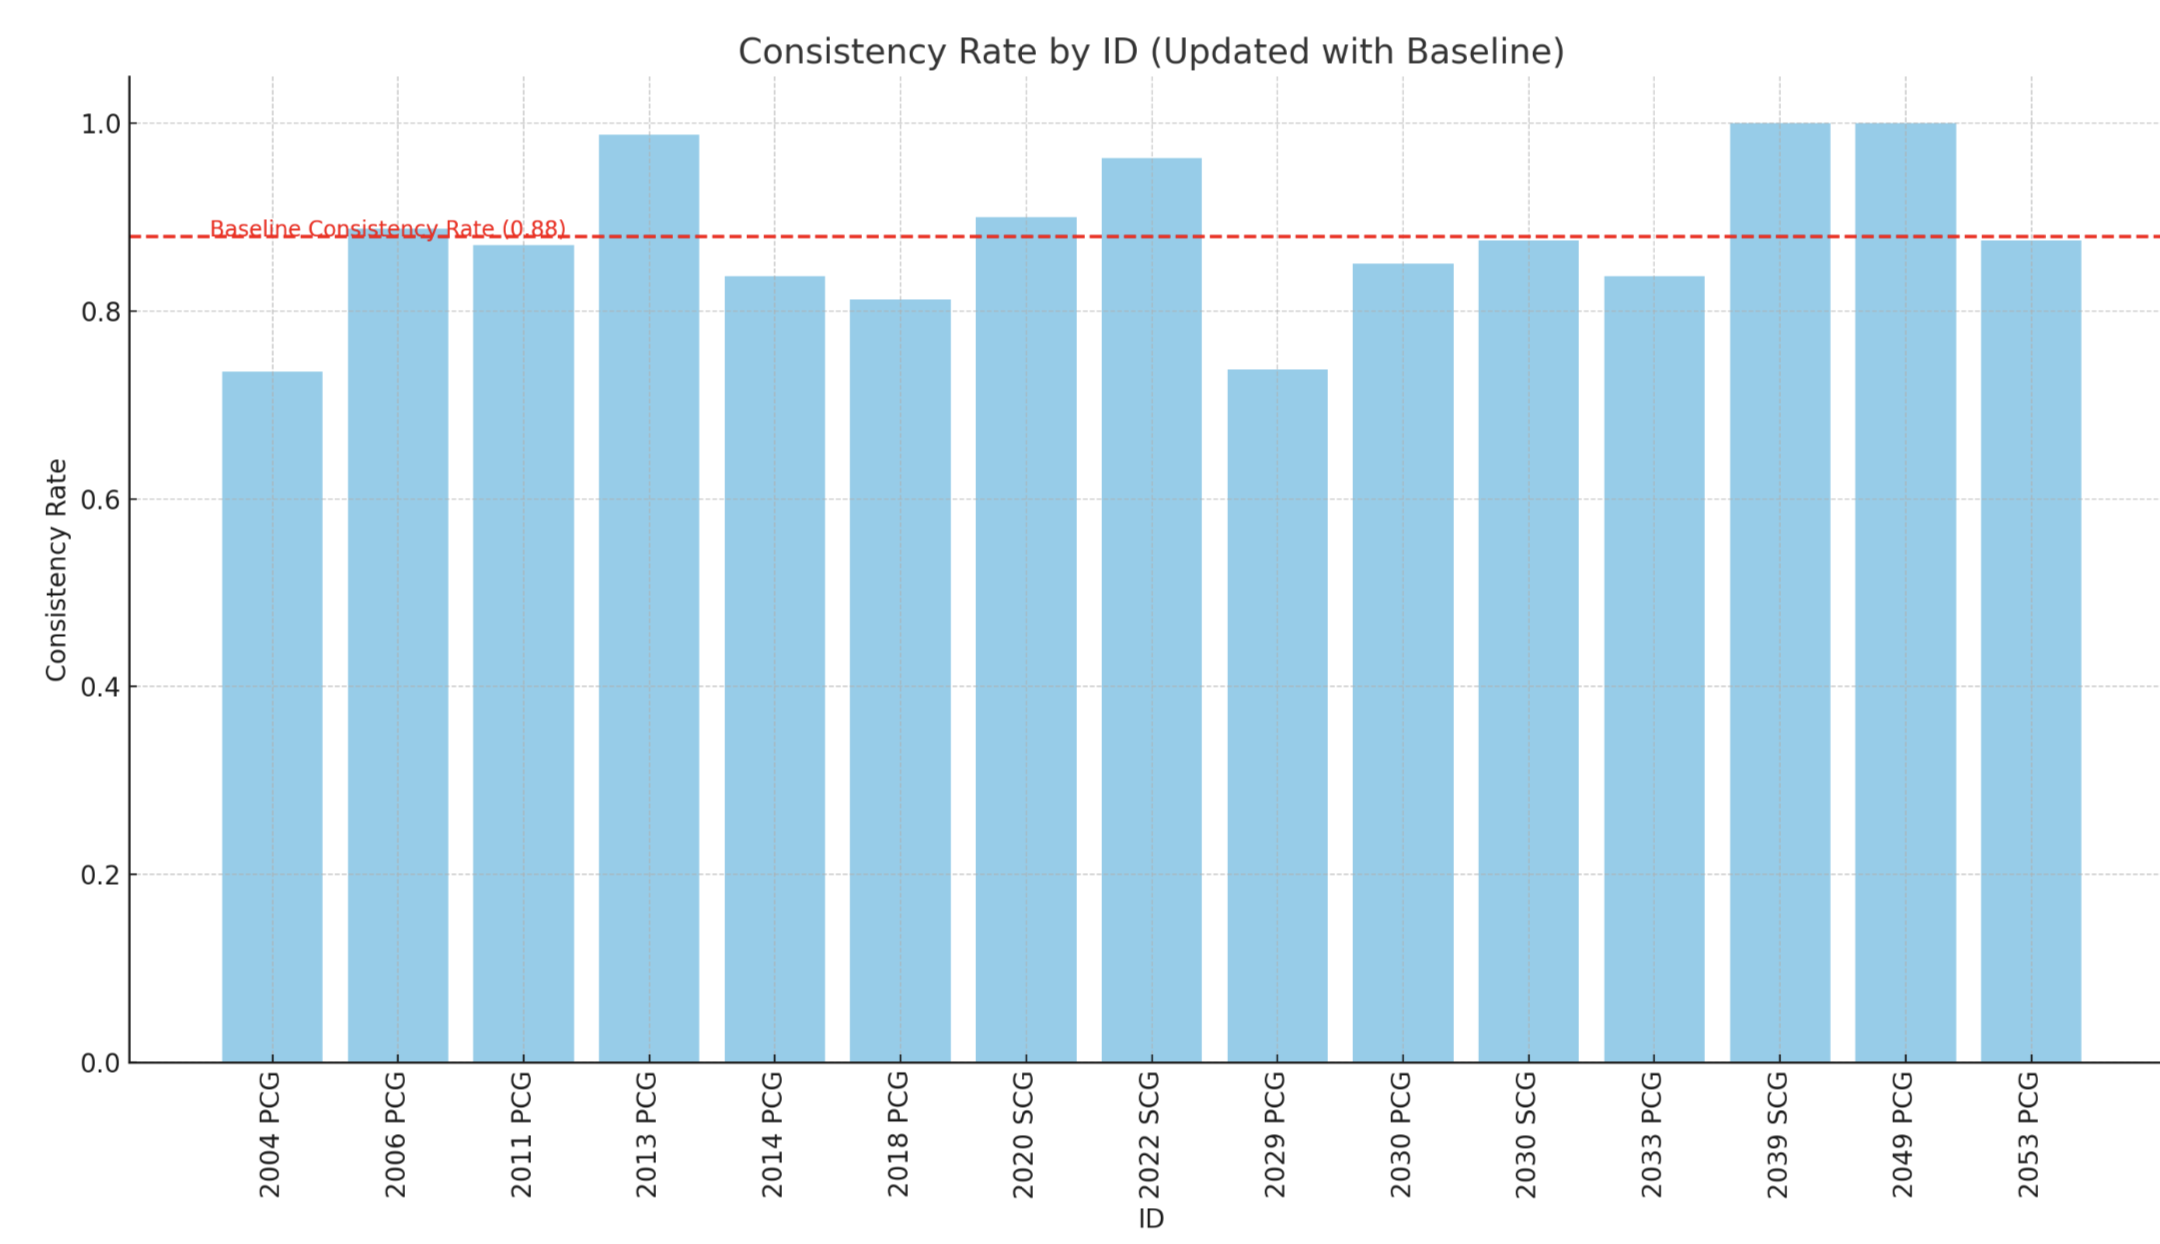 Consistency Rate by ID (Updated with Baseline)
Consistency Rate
1.0
0.8
0.6
0.4
0.2
0.0
Baseline Consistency Rate (0.88)
2004 PCG
2006 PCG
2011 PCG
2013 PCG
2014 PCG
2018 PCG
2020 SCG
2022 SCG
2029 PCG
2030 PCG
2030 SCG
2033 PCG
2039 SCG
2049 PCG
2053 PCG
ID